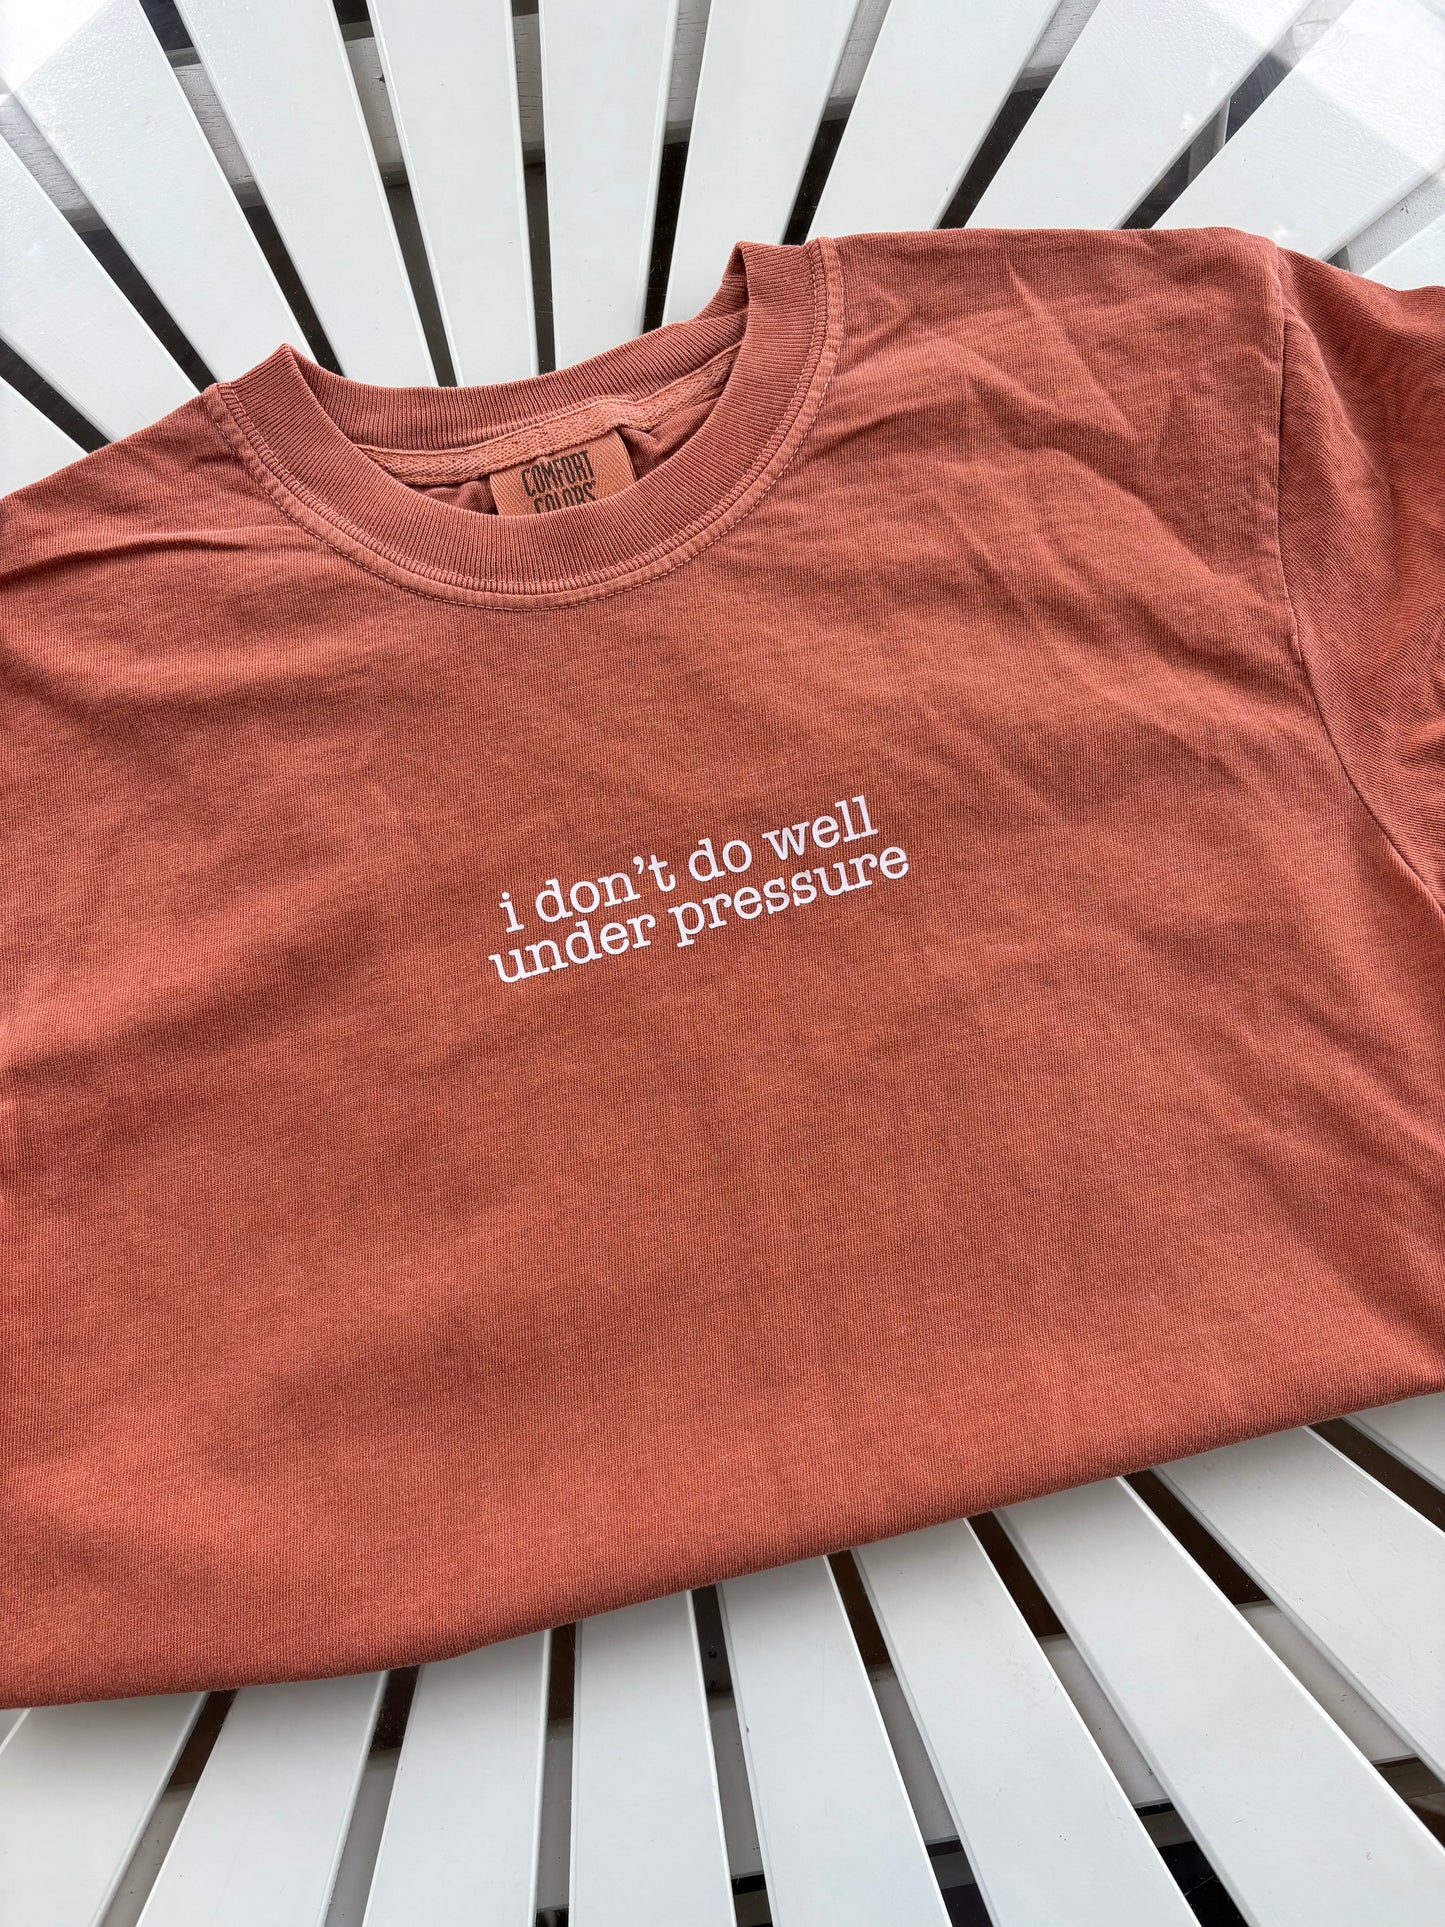 COMFORT
COLORS
i don't do well
under pressure